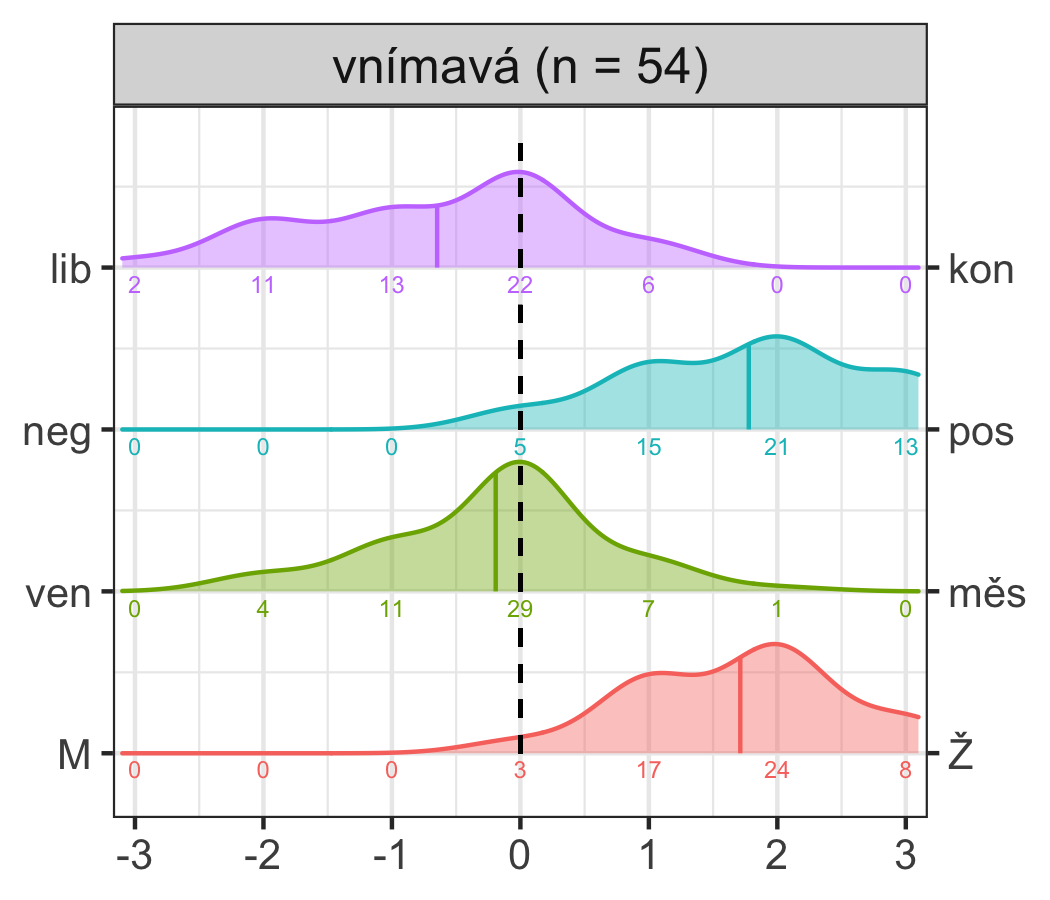 vnímavá (n = 54)
lib kon
2 11 13 22 6 0 0
neg pos
0 0 0 5 15 21 13
ven měs
0 4 11 29 7 1 0
M Ž
0 0 0 3 17 24 8
-3 -2 -1 0 1 2 3